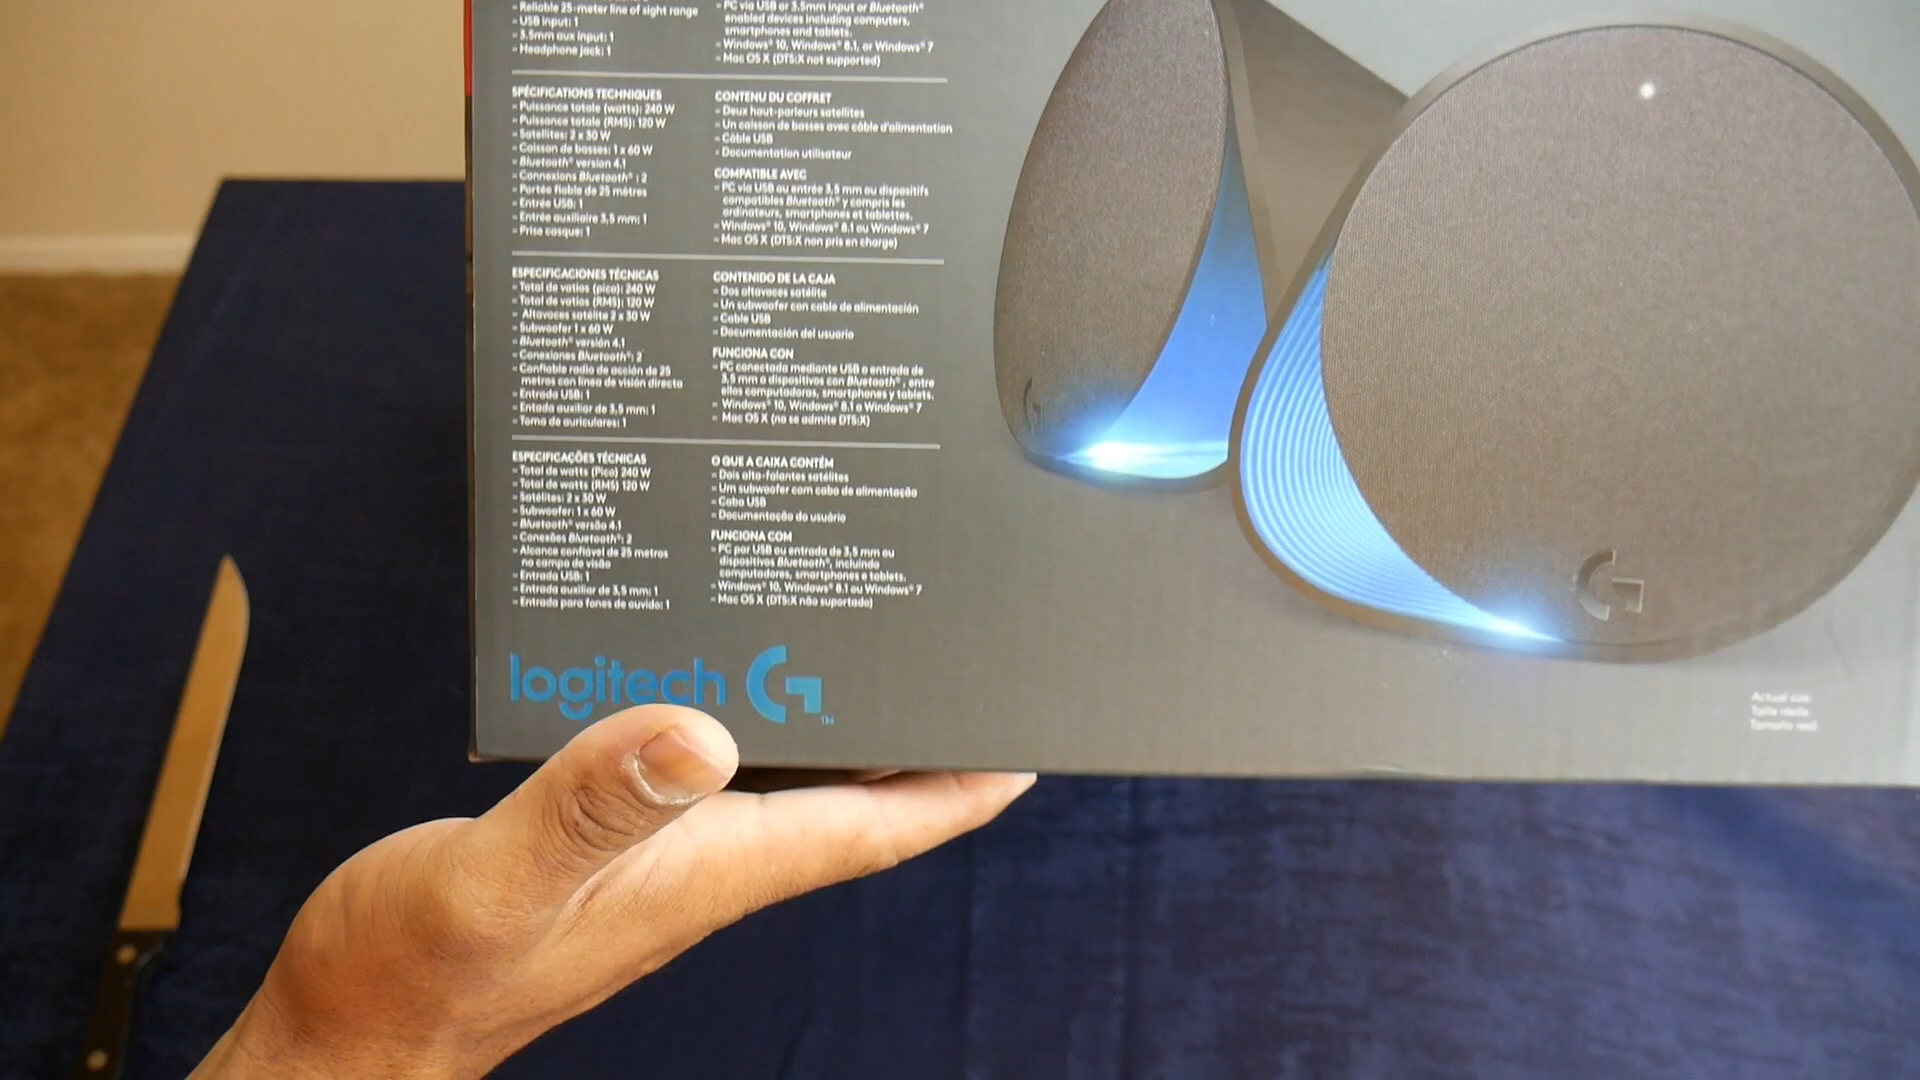 - Reliable 25-meter line of sight range
- USB input: 1
- 3.5mm aux input: 1
- Headphone jack: 1
- PC via USB or 3.5mm input or Bluetooth®
enabled devices including computers,
smartphones and tablets.
- Windows® 10, Windows® 8.1, or Windows® 7
- Mac OS X (DTS:X not supported)
SPÉCIFICATIONS TECHNIQUES
- Puissance totale (watts): 240 W
- Puissance totale (RMS): 120 W
- Satellites: 2 x 30 W
- Caisson de basses: 1 x 60 W
- Bluetooth® version 4.1
- Connexions Bluetooth® : 2
- Portée fiable de 25 mètres
- Entrée USB: 1
- Entrée auxiliaire 3,5 mm: 1
- Prise casque: 1
CONTENU DU COFFRET
- Deux haut-parleurs satellites
- Un caisson de basses avec câble d'alimentation
- Câble USB
- Documentation utilisateur
COMPATIBLE AVEC
- PC via USB ou entrée 3,5 mm ou dispositifs
compatibles Bluetooth® y compris les
ordinateurs, smartphones et tablettes.
- Windows® 10, Windows® 8.1 ou Windows® 7
- Mac OS X (DTS:X non pris en charge)
ESPECIFICACIONES TÉCNICAS
- Total de vatios (pico): 240 W
- Total de vatios (RMS): 120 W
- Altavoces satélite 2 x 30 W
- Subwoofer 1 x 60 W
- Bluetooth® versión 4.1
- Conexiones Bluetooth®: 2
- Confiable radio de acción de 25
metros con línea de visión directa
- Entrada USB: 1
- Entada auxiliar de 3,5 mm: 1
- Toma de auriculares: 1
CONTENIDO DE LA CAJA
- Dos altavoces satélite
- Un subwoofer con cable de alimentación
- Cable USB
- Documentación del usuario
FUNCIONA CON
- PC conectada mediante USB o entrada de
3,5 mm o dispositivos con Bluetooth® , entre
ellos computadoras, smartphones y tablets.
- Windows® 10, Windows® 8.1 o Windows® 7
- Mac OS X (no se admite DTS:X)
ESPECIFICAÇÕES TÉCNICAS
- Total de watts (Pico) 240 W
- Total de watts (RMS) 120 W
- Satélites: 2 x 30 W
- Subwoofer: 1 x 60 W
- Bluetooth® versão 4.1
- Conexões Bluetooth®: 2
- Alcance confiável de 25 metros
no campo de visão
- Entrada USB: 1
- Entrada auxiliar de 3,5 mm: 1
- Entrada para fones de ouvido: 1
O QUE A CAIXA CONTÉM
- Dois alto-falantes satélites
- Um subwoofer com cabo de alimentação
- Cabo USB
- Documentação do usuário
FUNCIONA COM
- PC por USB ou entrada de 3,5 mm ou
dispositivos Bluetooth®, incluindo
computadores, smartphones e tablets.
- Windows® 10, Windows® 8.1 ou Windows® 7
- Mac OS X (DTS:X não suportado)
logitech G™
Actual size.
Taille réelle.
Tamaño real.